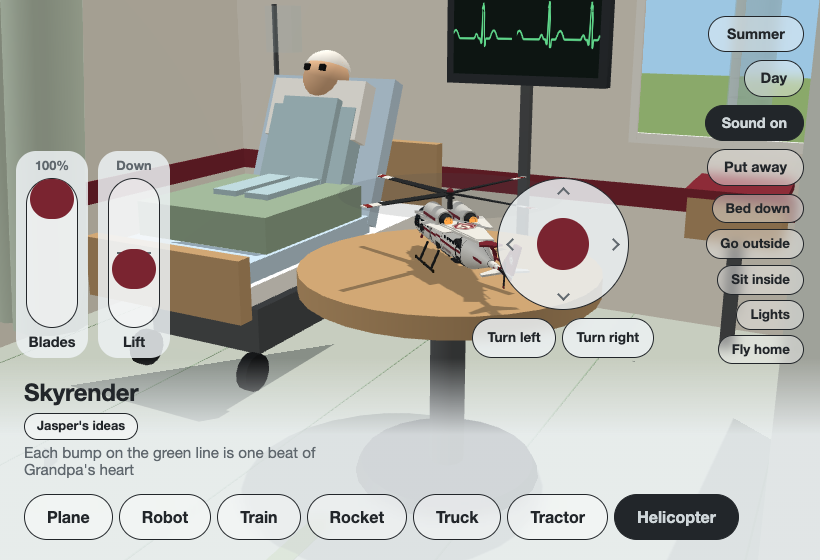 Summer
Day
Sound on
Put away
Bed down
Go outside
Sit inside
Lights
Fly home
100%
Down
Blades
Lift
Turn left
Turn right
Skyrender
Jasper's ideas
Each bump on the green line is one beat of
Grandpa's heart
Plane
Robot
Train
Rocket
Truck
Tractor
Helicopter